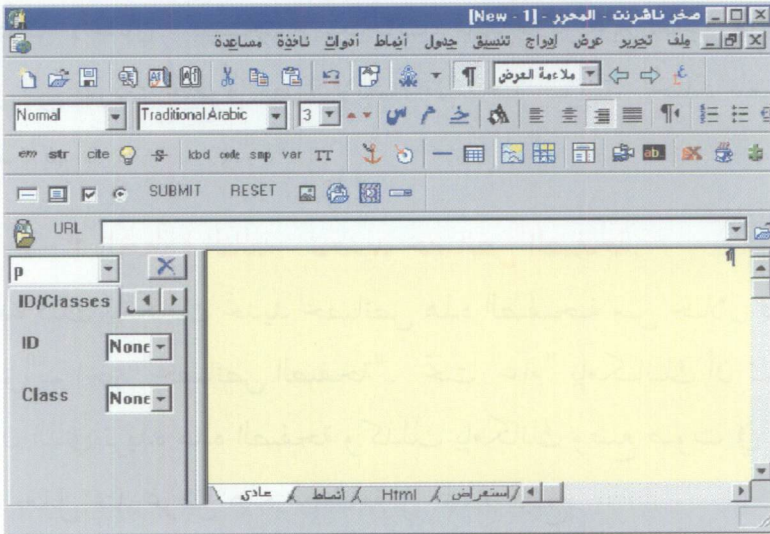 صخر ناشرنت - المحرر - [New - 1]
ملف تحرير عرض إدراج تنسيق جدول أنماط أدوات نافذة مساعدة
ملاءمة العرض
Normal Traditional Arabic 3 س م خ
em str cite S kbd code smp var TT ab
SUBMIT RESET
URL
p
ID/Classes
ID None
Class None
عادي أنماط Html إستعراض